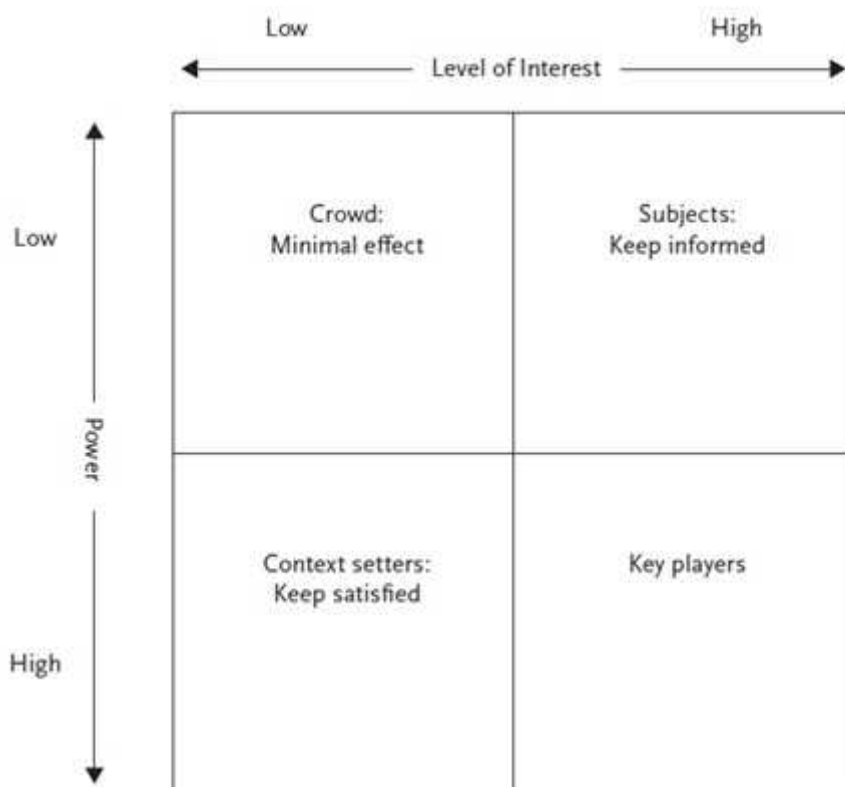 Low
High
Level of Interest
Low
Crowd:
Minimal effect
Subjects:
Keep informed
Power
Context setters:
Keep satisfied
Key players
High